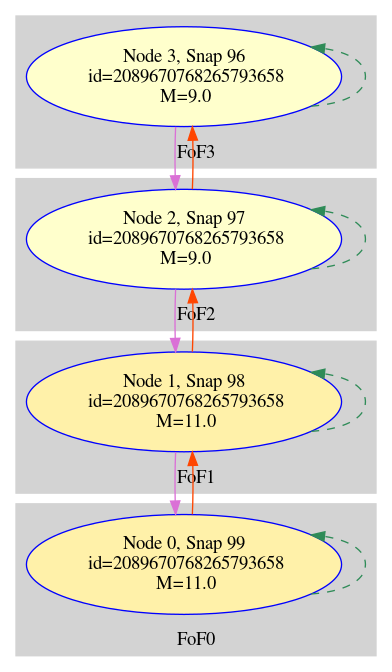 Node 3, Snap 96
id=2089670768265793658
M=9.0
FoF3
Node 2, Snap 97
id=2089670768265793658
M=9.0
FoF2
Node 1, Snap 98
id=2089670768265793658
M=11.0
FoF1
Node 0, Snap 99
id=2089670768265793658
M=11.0
FoF0